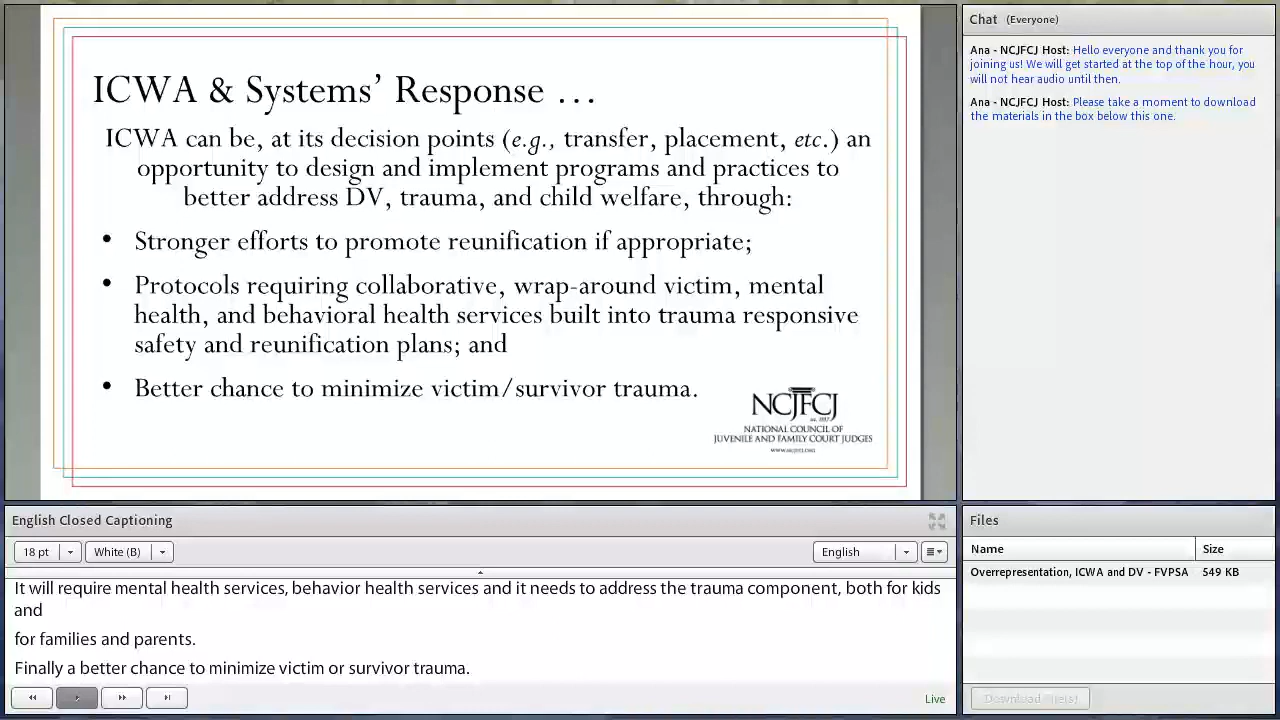 ICWA & Systems’ Response …
ICWA can be, at its decision points (e.g., transfer, placement, etc.) an
opportunity to design and implement programs and practices to
better address DV, trauma, and child welfare, through:
• Stronger efforts to promote reunification if appropriate;
• Protocols requiring collaborative, wrap-around victim, mental
health, and behavioral health services built into trauma responsive
safety and reunification plans; and
• Better chance to minimize victim/survivor trauma.
NCJFCJ
est. 1937
NATIONAL COUNCIL OF
JUVENILE AND FAMILY COURT JUDGES
WWW.NCJFCJ.ORG
Chat (Everyone)
Ana - NCJFCJ Host: Hello everyone and thank you for
joining us! We will get started at the top of the hour, you
will not hear audio until then.
Ana - NCJFCJ Host: Please take a moment to download
the materials in the box below this one.
English Closed Captioning
18 pt White (B) English
It will require mental health services, behavior health services and it needs to address the trauma component, both for kids
and
for families and parents.
Finally a better chance to minimize victim or survivor trauma.
Live
Files
Name Size
Overrepresentation, ICWA and DV - FVPSA 549 KB
Download File(s)